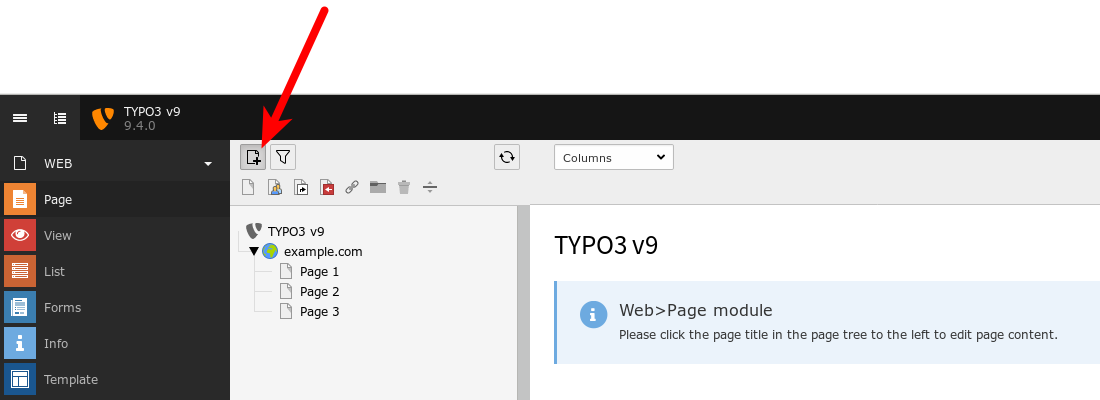 TYPO3 v9
9.4.0
WEB
Page
View
List
Forms
Info
Template
Columns
TYPO3 v9
example.com
Page 1
Page 2
Page 3
TYPO3 v9
Web>Page module
Please click the page title in the page tree to the left to edit page content.